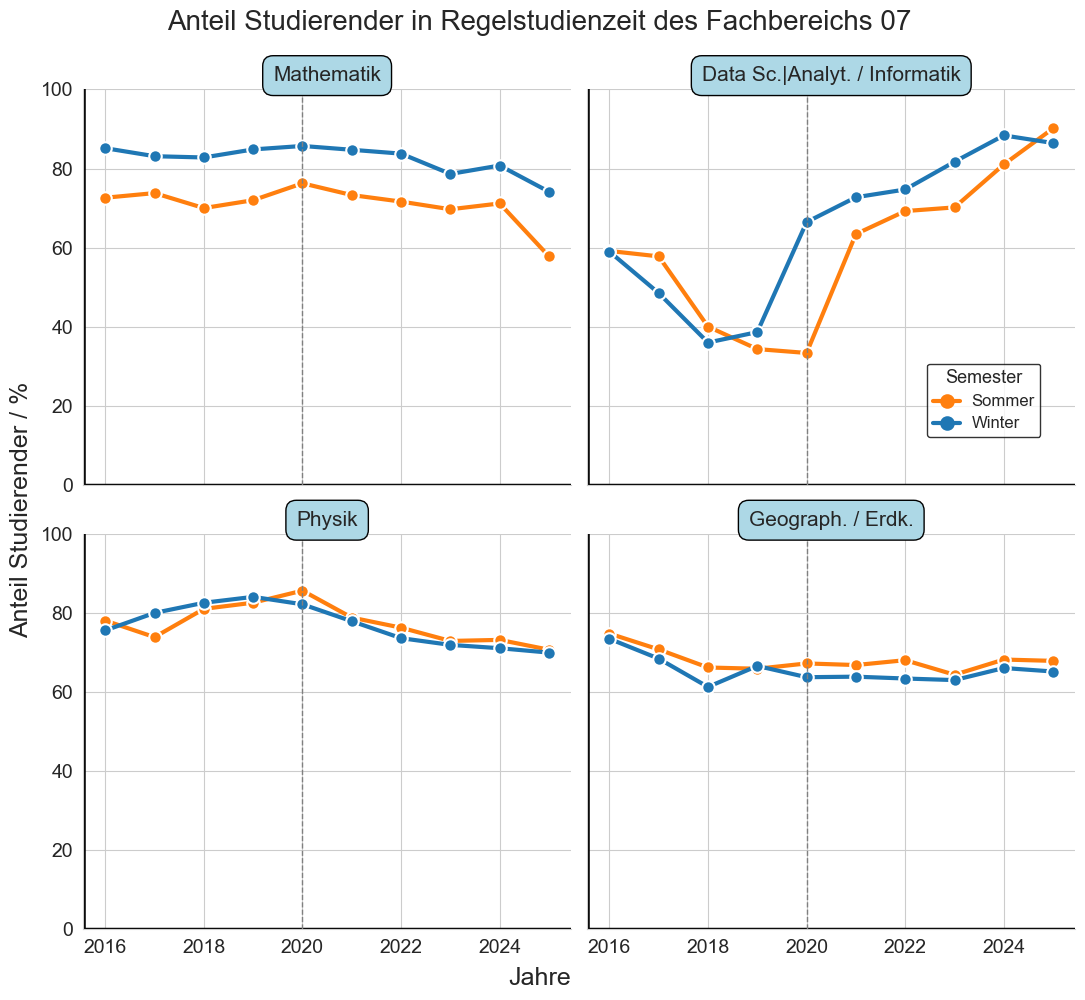 Anteil Studierender in Regelstudienzeit des Fachbereichs 07
Mathematik
Data Sc.|Analyt. / Informatik
100
80
60
40
20
0
Semester
Sommer
Winter
Anteil Studierender / %
Physik
Geograph. / Erdk.
100
80
60
40
20
0
2016
2018
2020
2022
2024
2016
2018
2020
2022
2024
Jahre